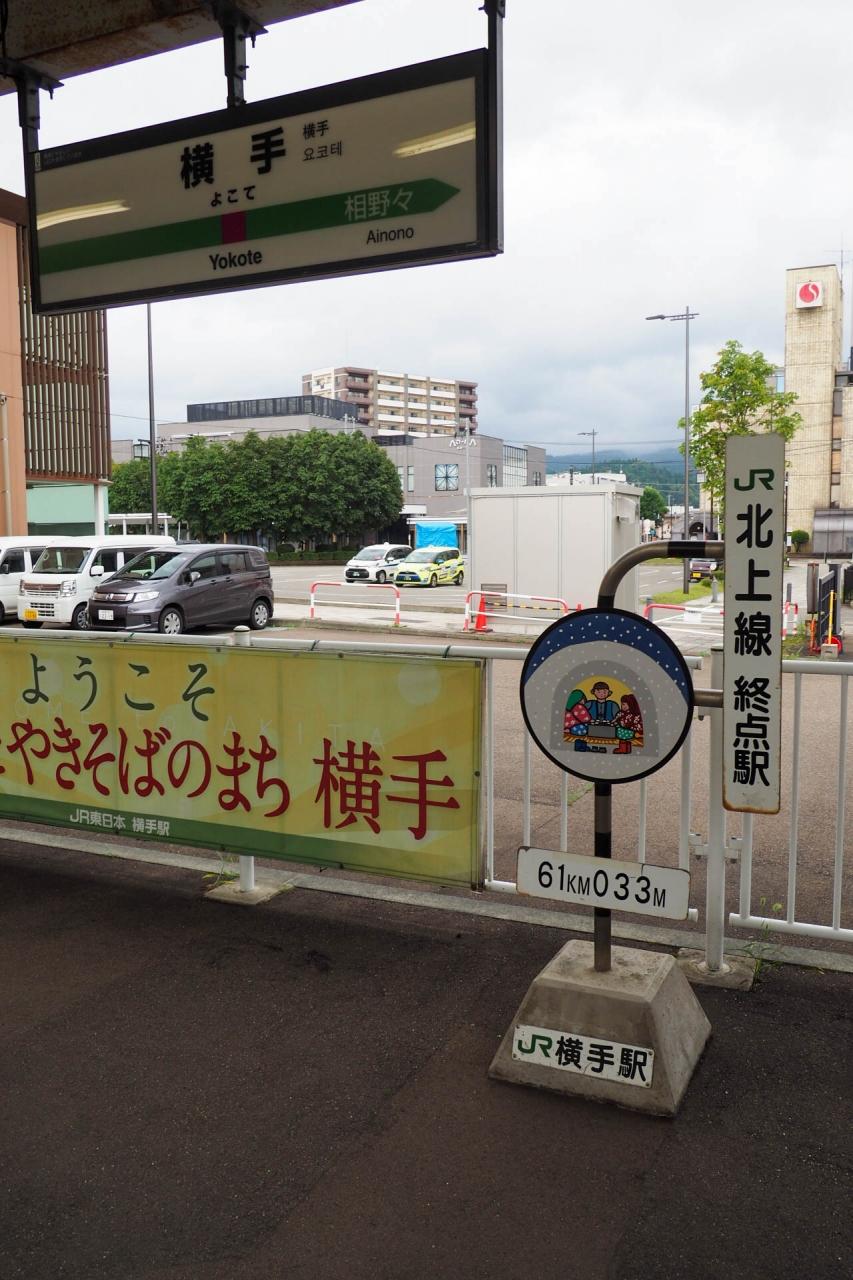 横手
よこて
横手
요코테
相野々
Yokote
Ainono
ようこそ
やきそばのまち 横手
JR東日本 横手駅
JR
北上線 終点駅
61KM033M
JR横手駅